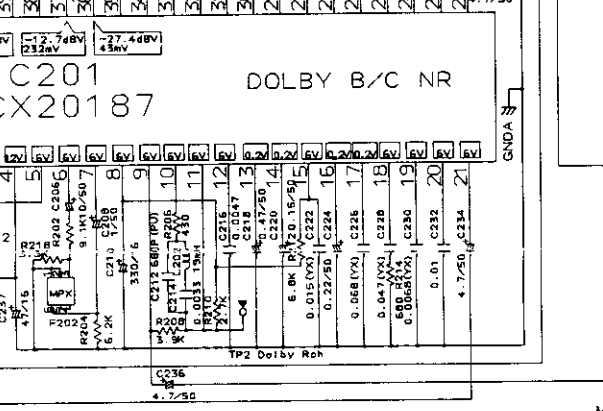 -12.7dBV
232mV
-27.4dBV
43mV
C201
CX20187
DOLBY B/C NR
GNDA
12V 6V 6V 6V 6V 6V 6V 6V 6V 0.2V 0.2V 6V 0.2V 0.2V 6V 6V 6V 6V
4 5 6 7 8 9 10 11 12 13 14 15 16 17 18 19 20 21
C206
10/50
R202
9.1K
C208
1/50
C210
330/16
C212 680P(PU)
R206
430
L202
19mH
C214
0.0033
R210
2.7K
C216
0.0047
C218
0.47/50
C220
0.16/50
6.8K
C222
0.015(YX)
C224
0.22/50
C226
0.068(YX)
C228
0.047(YX)
R214
680
C230
0.0068(YX)
C232
0.01
C234
4.7/50
R218
MPX
F202
R204
6.2K
C237
47/16
R208
3.9K
TP2 Dolby Rch
C236
4.7/50